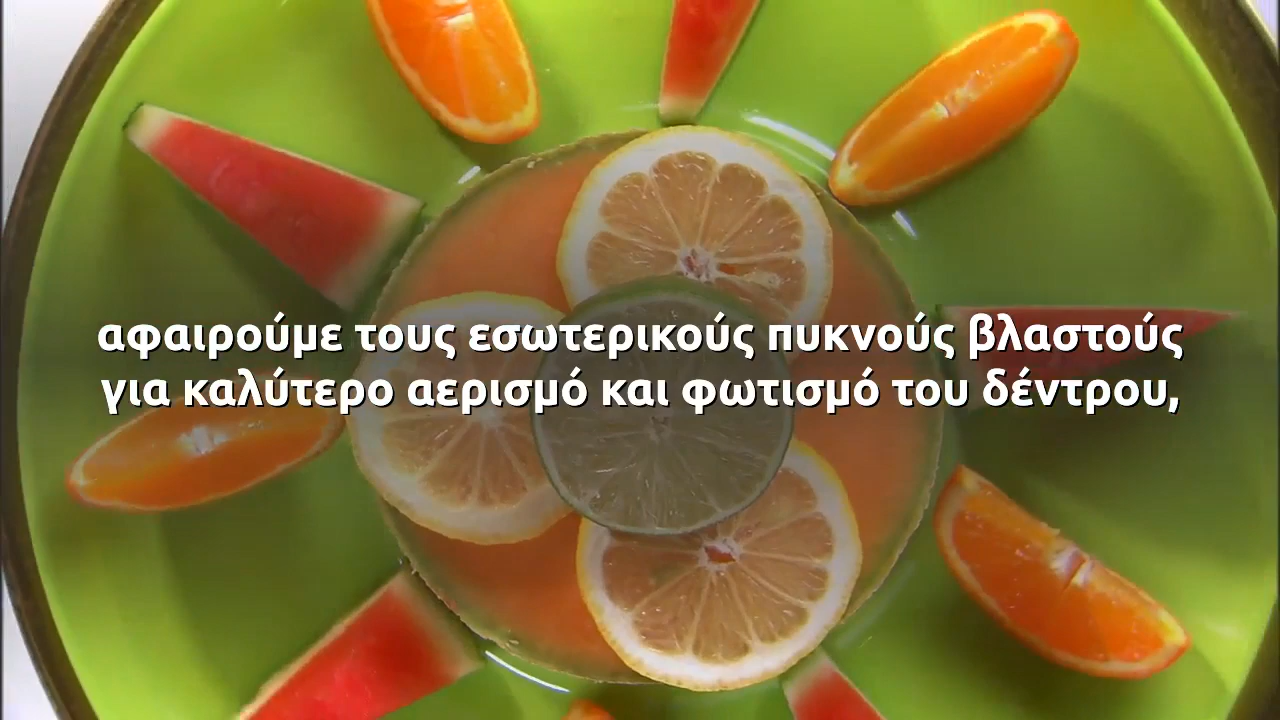 αφαιρούμε τους εσωτερικούς πυκνούς βλαστούς
για καλύτερο αερισμό και φωτισμό του δέντρου,